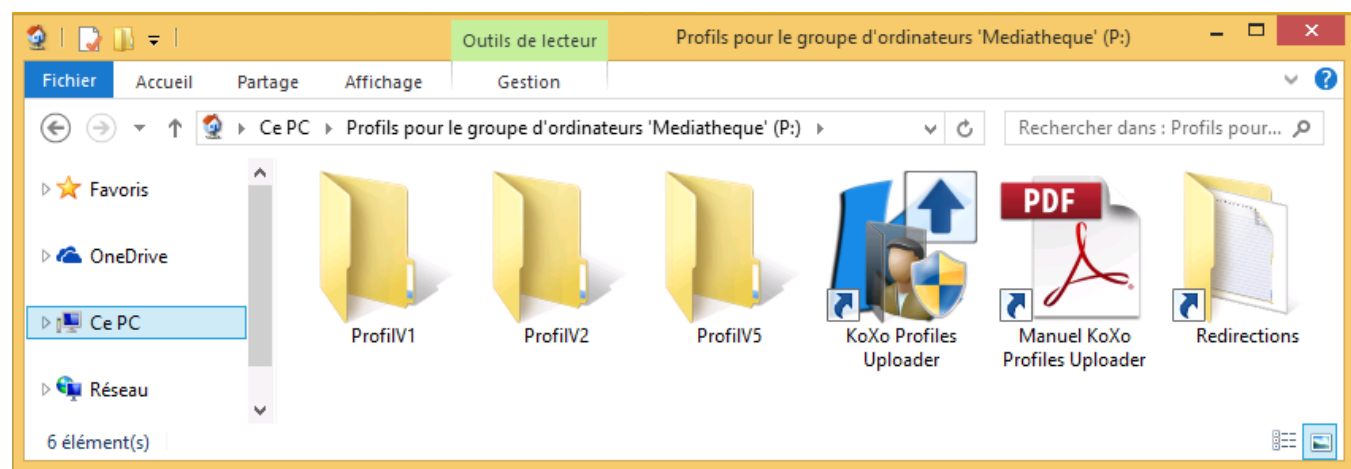 Outils de lecteur
Profils pour le groupe d'ordinateurs 'Mediatheque' (P:)
Fichier Accueil Partage Affichage Gestion
Ce PC Profils pour le groupe d'ordinateurs 'Mediatheque' (P:)
Rechercher dans : Profils pour...
Favoris
OneDrive
Ce PC
Réseau
ProfilV1
ProfilV2
ProfilV5
KoXo Profiles
Uploader
PDF
Manuel KoXo
Profiles Uploader
Redirections
6 élément(s)